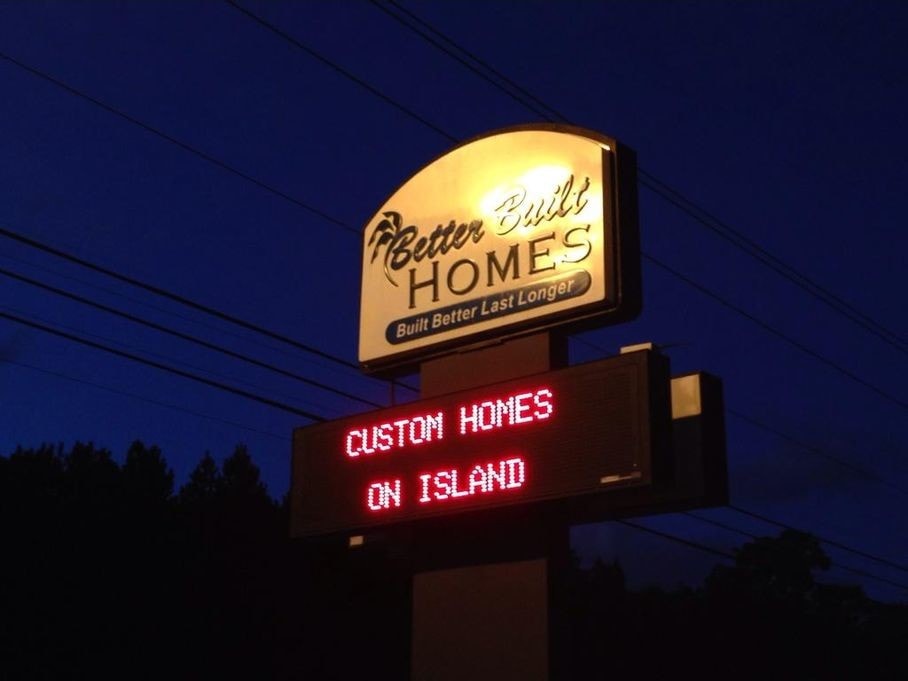 Better Built
HOMES
Built Better Last Longer
CUSTOM HOMES
ON ISLAND